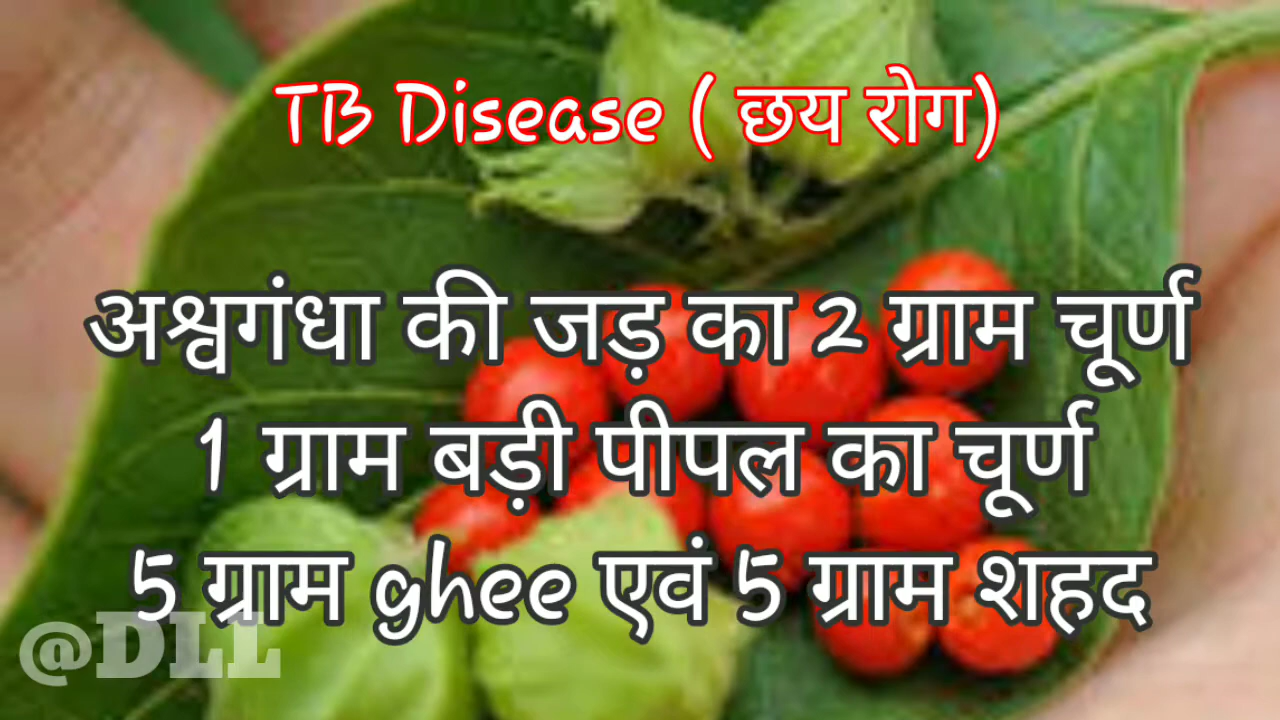 TB Disease ( छय रोग)
अश्वगंधा की जड़ का 2 ग्राम चूर्ण
1 ग्राम बड़ी पीपल का चूर्ण
5 ग्राम ghee एवं 5 ग्राम शहद
@DLL